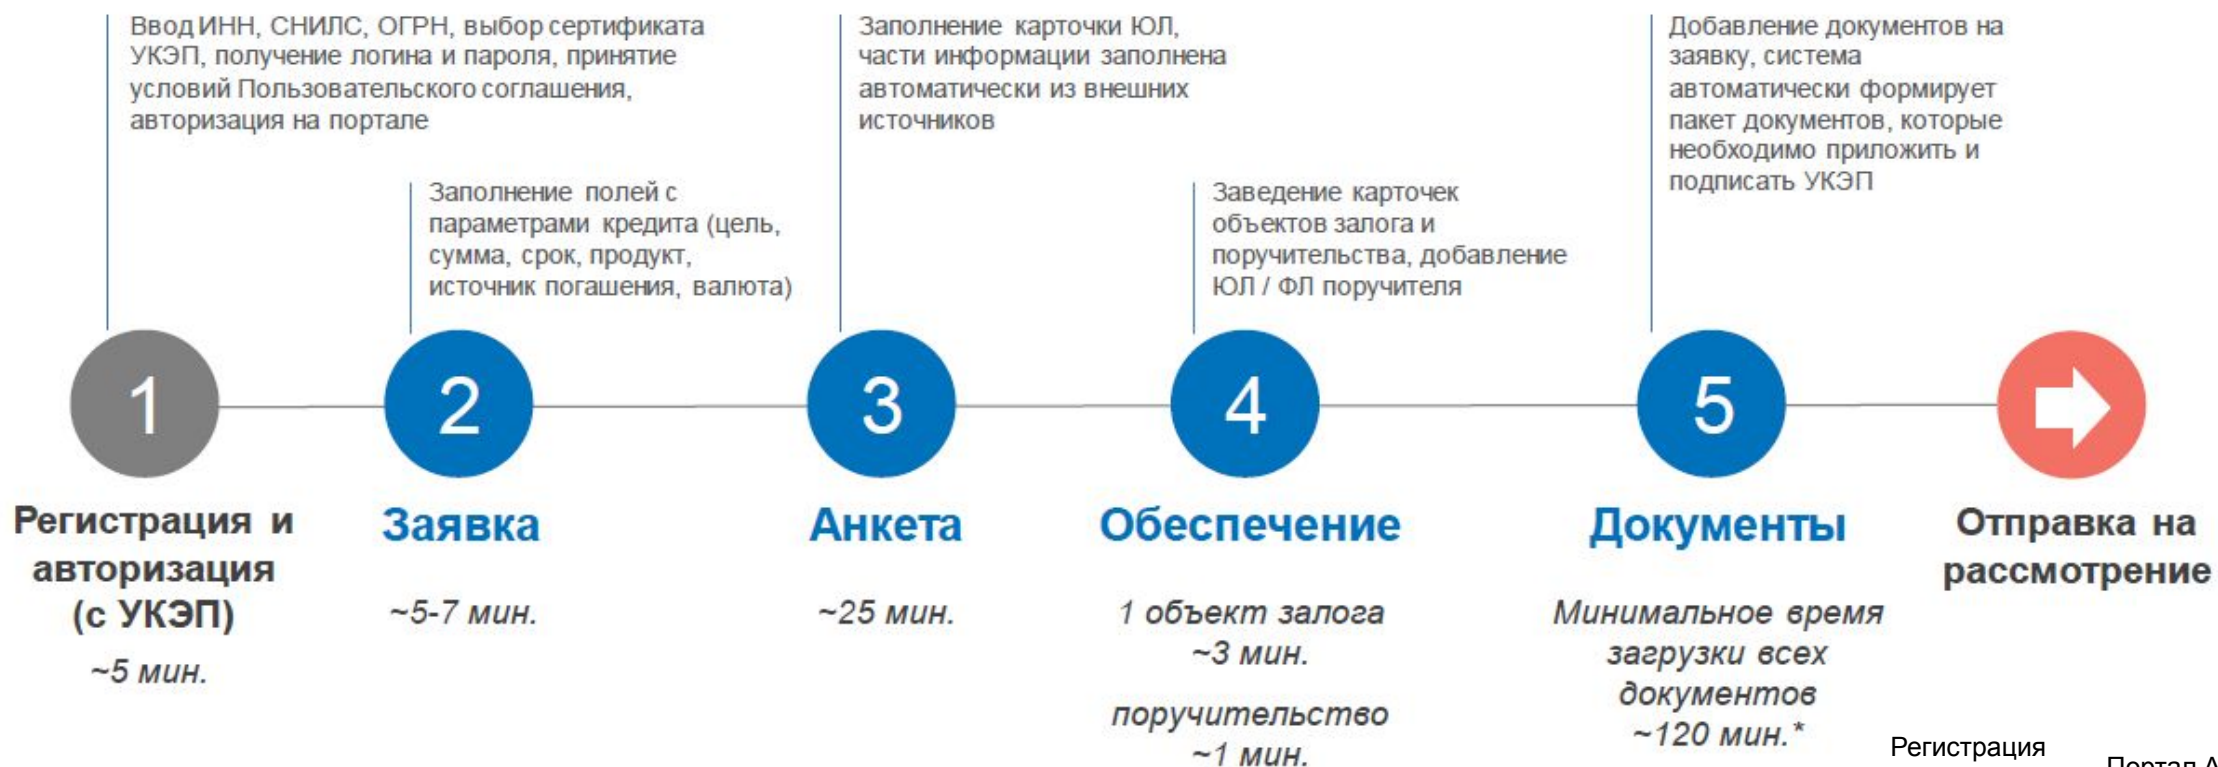 Ввод ИНН, СНИЛС, ОГРН, выбор сертификата
УКЭП, получение логина и пароля, принятие
условий Пользовательского соглашения,
авторизация на портале
Заполнение полей с
параметрами кредита (цель,
сумма, срок, продукт,
источник погашения, валюта)
Заполнение карточки ЮЛ,
части информации заполнена
автоматически из внешних
источников
Заведение карточек
объектов залога и
поручительства, добавление
ЮЛ / ФЛ поручителя
Добавление документов на
заявку, система
автоматически формирует
пакет документов, которые
необходимо приложить и
подписать УКЭП
1
2
3
4
5
Регистрация и
авторизация
(с УКЭП)
~5 мин.
Заявка
~5-7 мин.
Анкета
~25 мин.
Обеспечение
1 объект залога
~3 мин.
поручительство
~1 мин.
Документы
Минимальное время
загрузки всех
документов
~120 мин.*
Отправка на
рассмотрение
Регистрация
Портал А